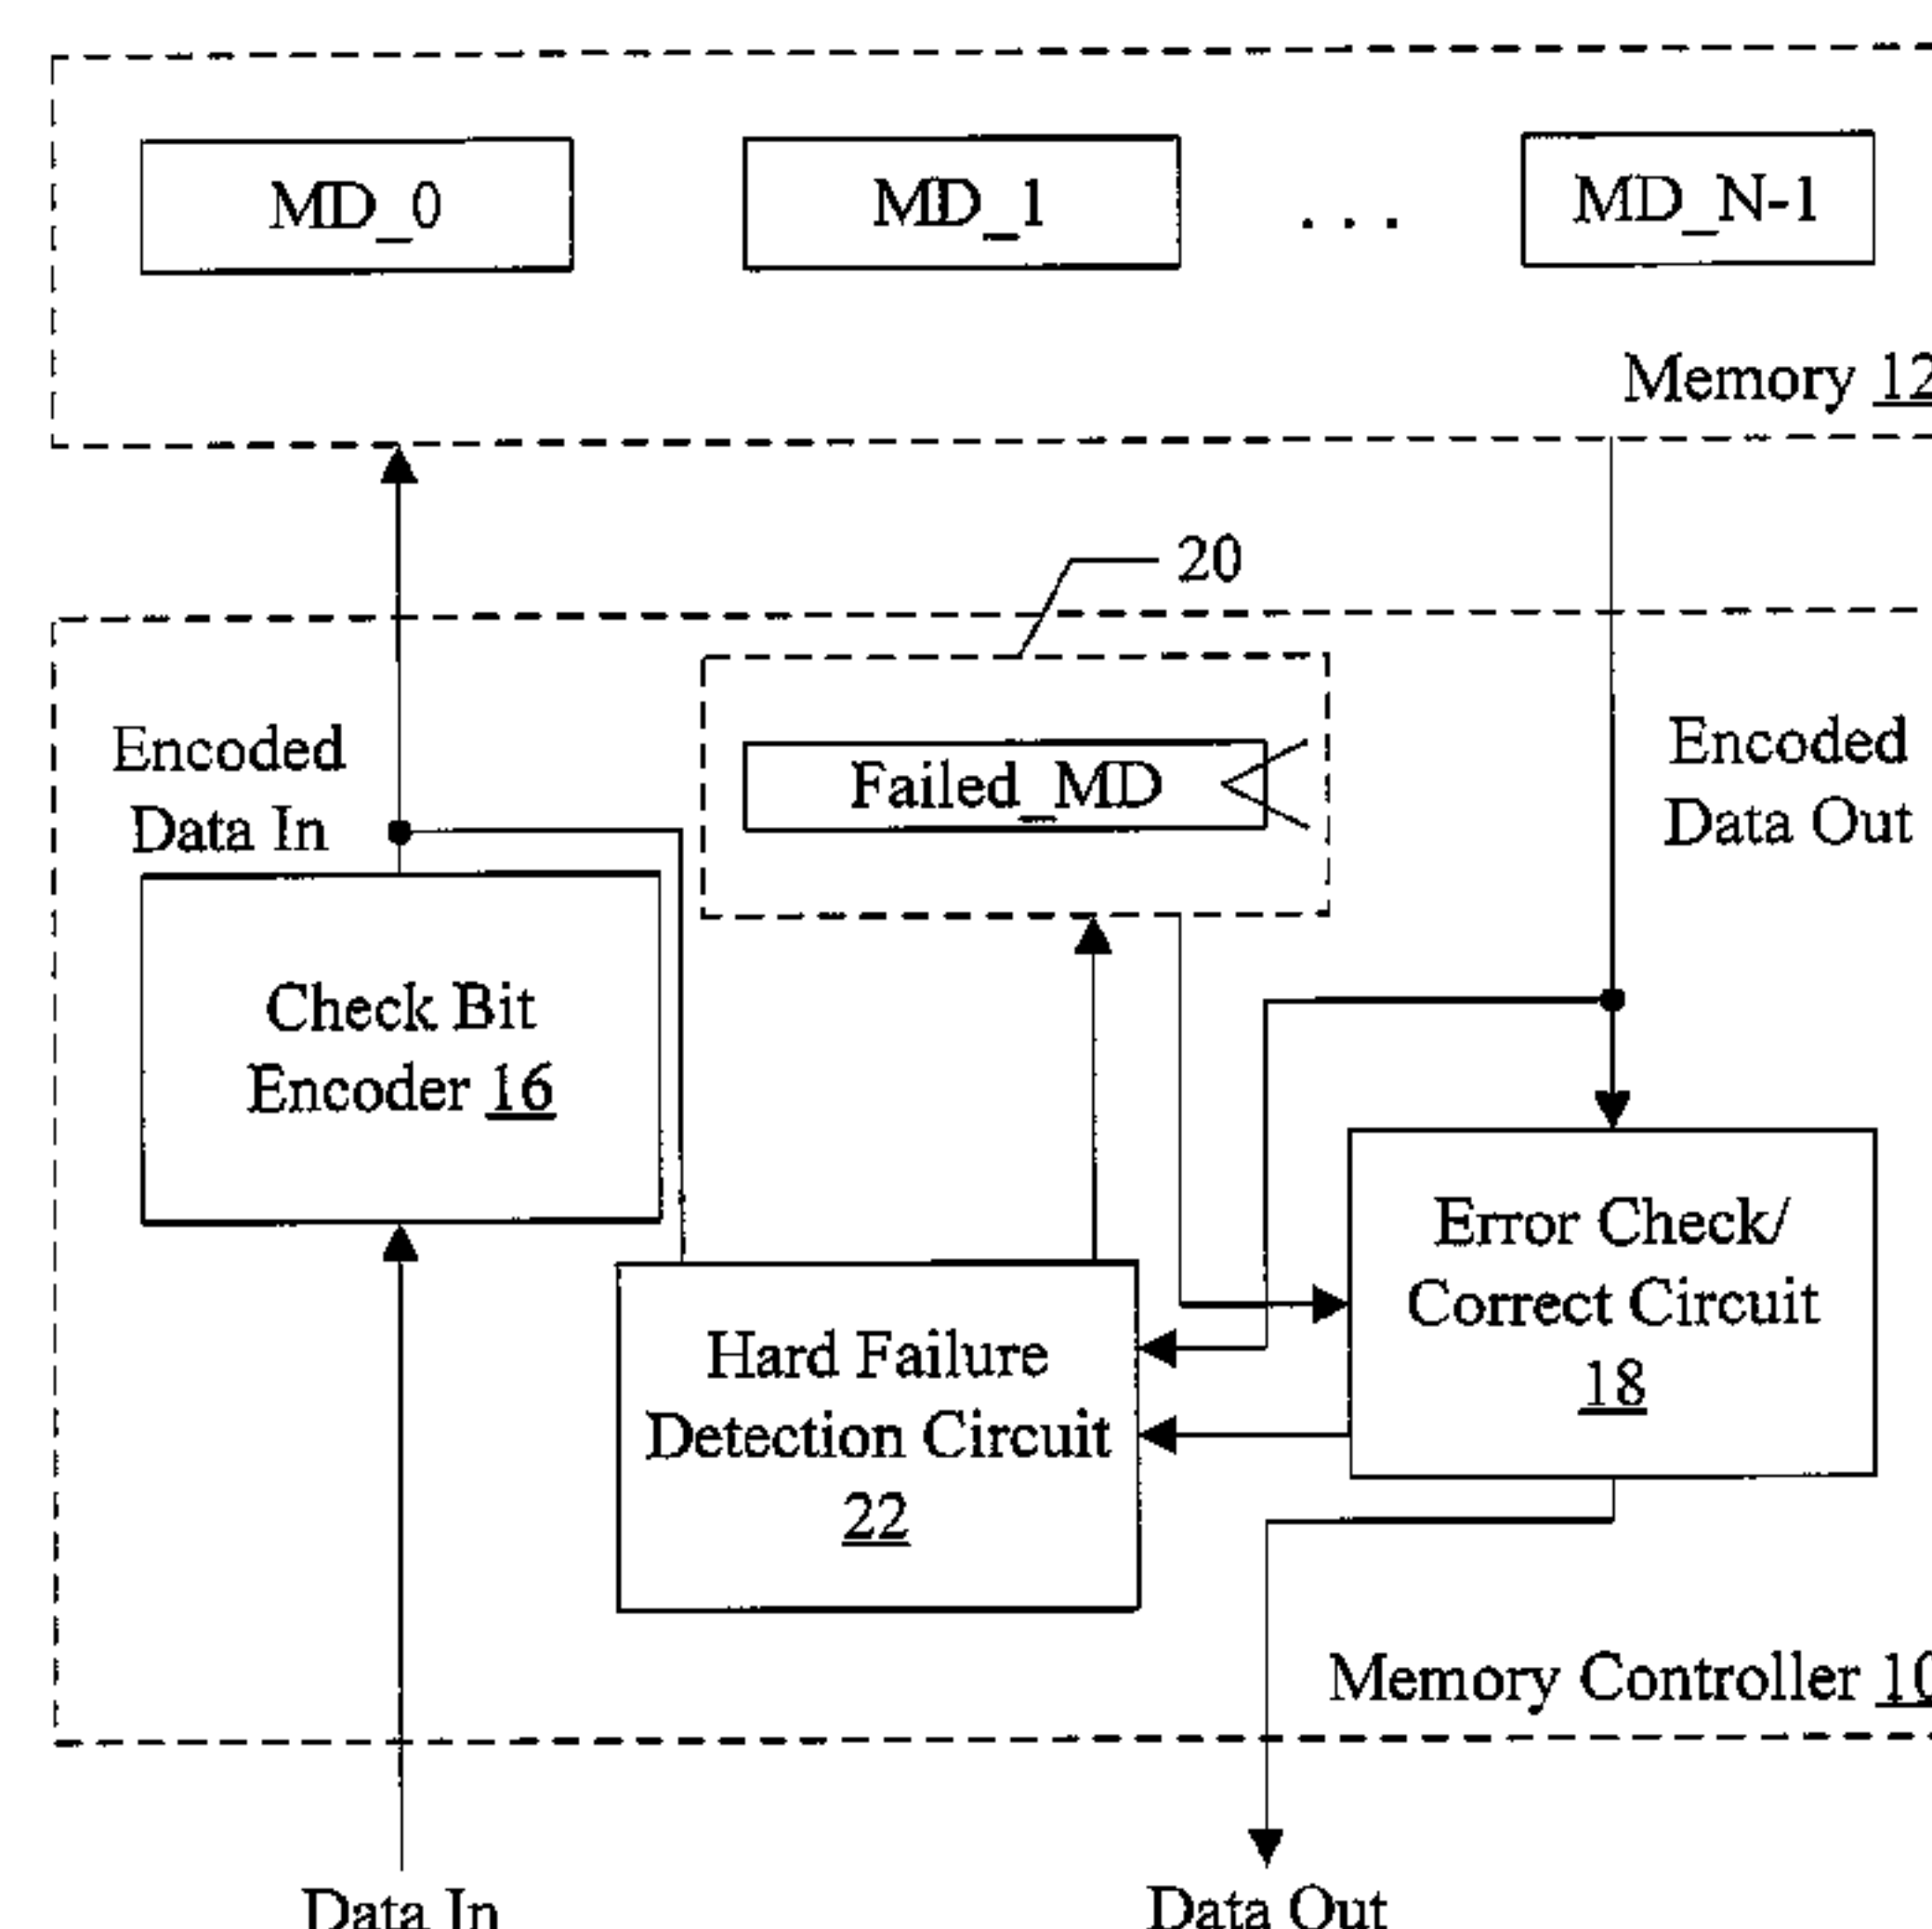 MD_0
MD_1
. . .
MD_N-1
Memory 12
20
Encoded
Data In
Failed_MD
Encoded
Data Out
Check Bit
Encoder 16
Error Check/
Correct Circuit
18
Hard Failure
Detection Circuit
22
Memory Controller 10
Data In
Data Out